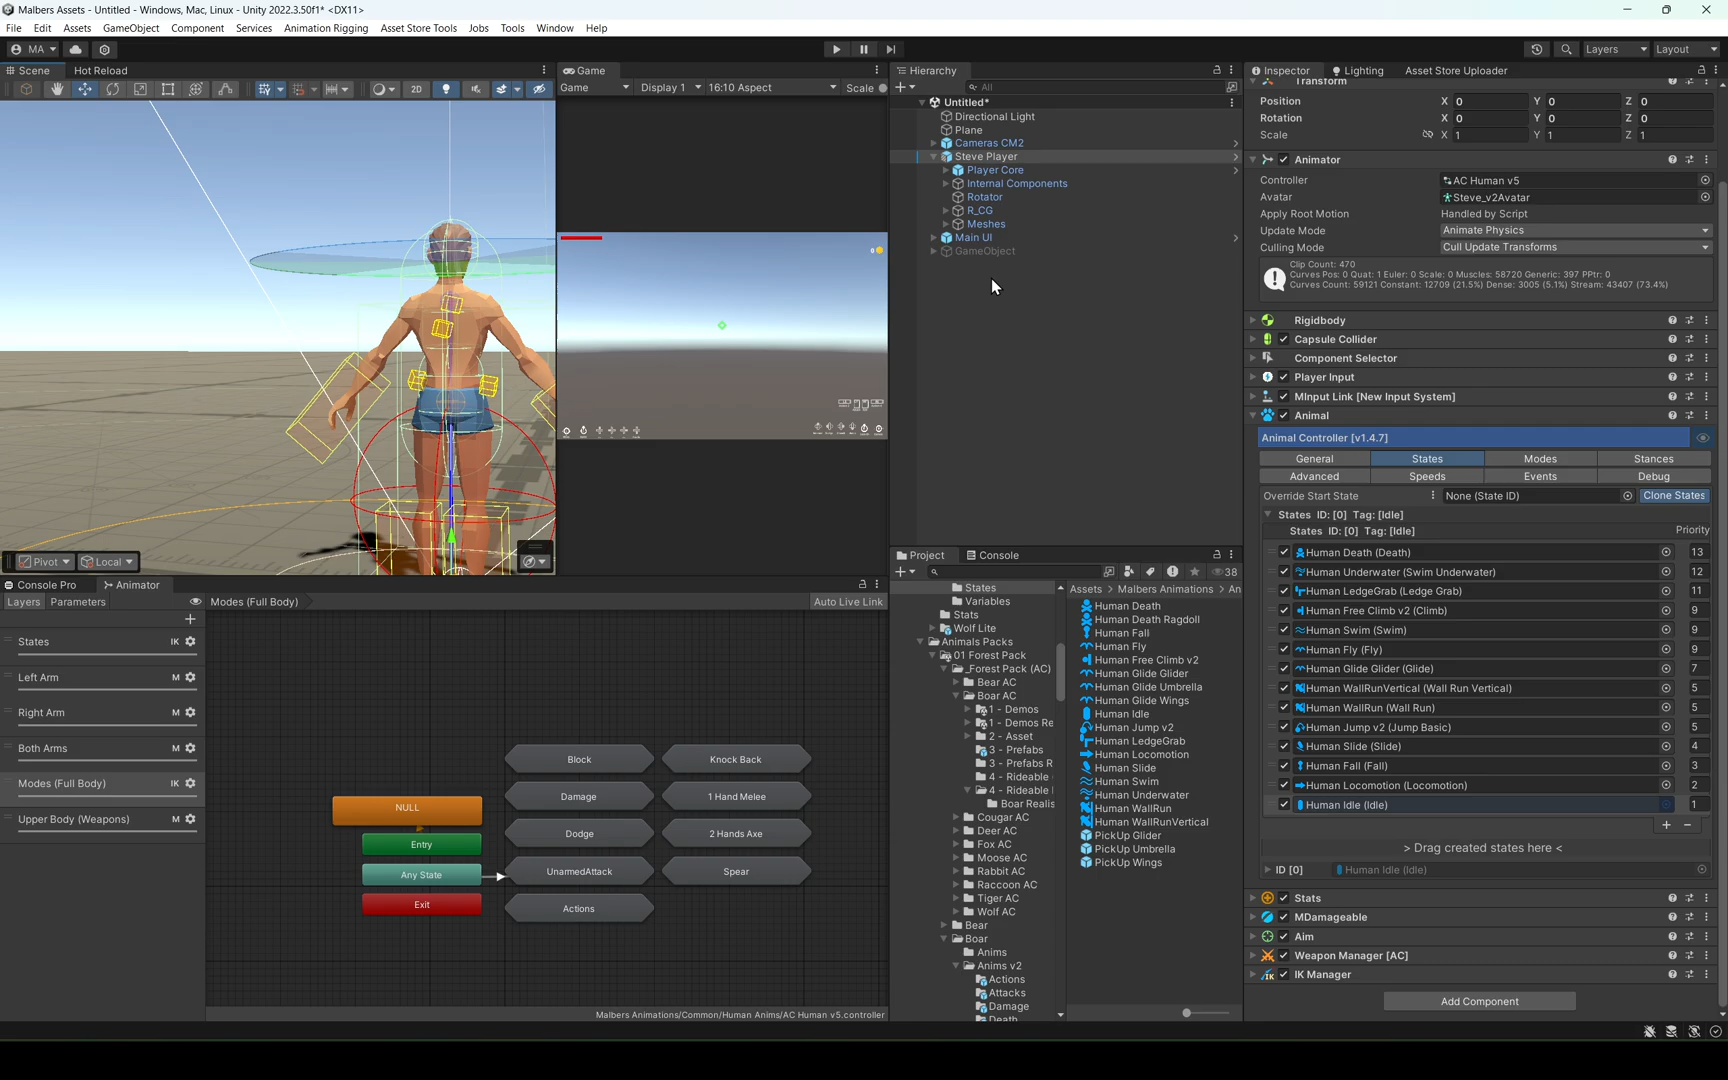 Malbers Assets - Untitled - Windows, Mac, Linux - Unity 2022.3.50f1* <DX11>
File Edit Assets GameObject Component Services Animation Rigging Asset Store Tools Jobs Tools Window Help
MA Layers Layout
Scene Hot Reload
2D
Pivot Local
Game
Game Display 1 16:10 Aspect Scale
0
Hierarchy
All
Untitled*
Directional Light
Plane
Cameras CM2
Steve Player
Player Core
Internal Components
Rotator
R_CG
Meshes
Main UI
GameObject
Console Pro Animator
Layers Parameters Modes (Full Body) Auto Live Link
States IK
Left Arm M
Right Arm M
Both Arms M
Modes (Full Body) IK
Upper Body (Weapons) M
NULL
Entry
Any State
Exit
Block Knock Back
Damage 1 Hand Melee
Dodge 2 Hands Axe
UnamedAttack Spear
Actions
Malbers Animations/Common/Human Anims/AC Human v5.controller
Project Console
38
States
Variables
Stats
Wolf Lite
Animals Packs
01 Forest Pack
_Forest Pack (AC)
Bear AC
Boar AC
1 - Demos
1 - Demos Re
2 - Asset
3 - Prefabs
3 - Prefabs R
4 - Rideable
4 - Rideable
Boar Realis
Cougar AC
Deer AC
Fox AC
Moose AC
Rabbit AC
Raccoon AC
Tiger AC
Wolf AC
Bear
Boar
Anims
Anims v2
Actions
Attacks
Damage
Death
Assets > Malbers Animations > An
Human Death
Human Death Ragdoll
Human Fall
Human Fly
Human Free Climb v2
Human Glide Glider
Human Glide Umbrella
Human Glide Wings
Human Idle
Human Jump v2
Human LedgeGrab
Human Locomotion
Human Slide
Human Swim
Human Underwater
Human WallRun
Human WallRunVertical
PickUp Glider
PickUp Umbrella
PickUp Wings
Inspector Lighting Asset Store Uploader
Transform
Position X 0 Y 0 Z 0
Rotation X 0 Y 0 Z 0
Scale X 1 Y 1 Z 1
Animator
Controller AC Human v5
Avatar Steve_v2Avatar
Apply Root Motion Handled by Script
Update Mode Animate Physics
Culling Mode Cull Update Transforms
Clip Count: 470
Curves Pos: 0 Quat: 1 Euler: 0 Scale: 0 Muscles: 58720 Generic: 397 PPtr: 0
Curves Count: 59121 Constant: 12709 (21.5%) Dense: 3005 (5.1%) Stream: 43407 (73.4%)
Rigidbody
Capsule Collider
Component Selector
Player Input
MInput Link [New Input System]
Animal
Animal Controller [v1.4.7]
General States Modes Stances
Advanced Speeds Events Debug
Override Start State None (State ID) Clone States
States ID: [0] Tag: [Idle]
States ID: [0] Tag: [Idle] Priority
Human Death (Death) 13
Human Underwater (Swim Underwater) 12
Human LedgeGrab (Ledge Grab) 11
Human Free Climb v2 (Climb) 9
Human Swim (Swim) 9
Human Fly (Fly) 9
Human Glide Glider (Glide) 7
Human WallRunVertical (Wall Run Vertical) 5
Human WallRun (Wall Run) 5
Human Jump v2 (Jump Basic) 5
Human Slide (Slide) 4
Human Fall (Fall) 3
Human Locomotion (Locomotion) 2
Human Idle (Idle) 1
> Drag created states here <
ID [0] Human Idle (Idle)
Stats
MDamageable
Aim
Weapon Manager [AC]
IK Manager
Add Component